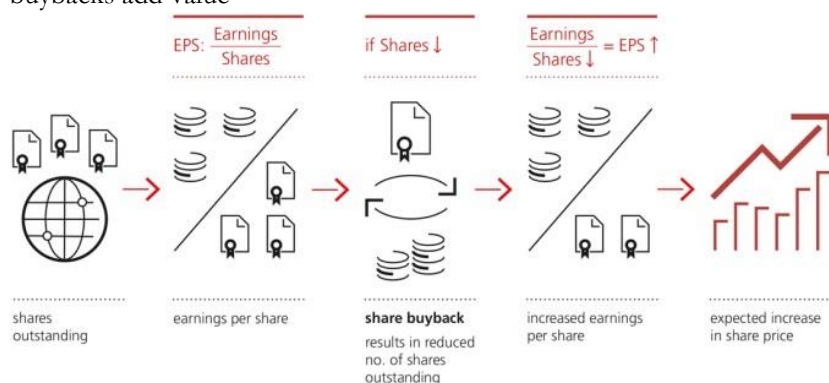 buybacks add value
EPS: Earnings
Shares
if Shares ↓
Earnings
Shares ↓ = EPS ↑
shares
outstanding
earnings per share
share buyback
results in reduced
no. of shares
outstanding
increased earnings
per share
expected increase
in share price